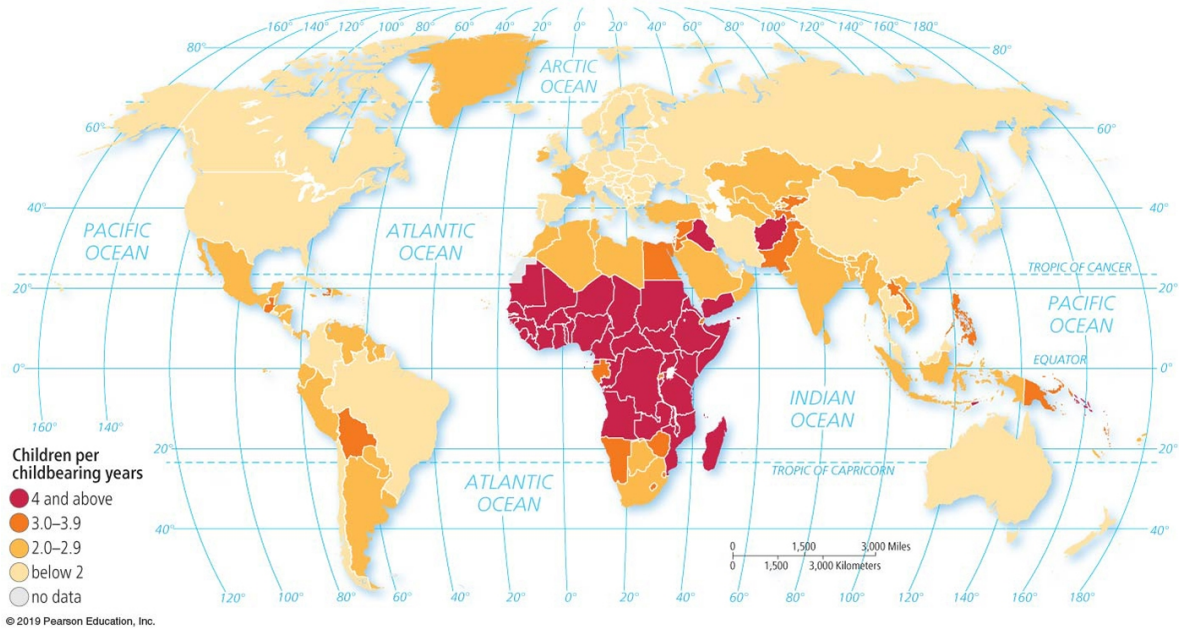 160° 140° 120° 100° 80° 60° 40° 20° 0° 20° 40° 60° 80° 100° 120° 140° 160° 180°
80° 80°
ARCTIC
OCEAN
60° 60°
40° 40°
PACIFIC
OCEAN
ATLANTIC
OCEAN
TROPIC OF CANCER
20° 20°
PACIFIC
OCEAN
EQUATOR
0° 0°
INDIAN
OCEAN
160° 140° 160° 180°
20° 20°
TROPIC OF CAPRICORN
ATLANTIC
OCEAN
40° 40°
Children per
childbearing years
4 and above
3.0–3.9
2.0–2.9
below 2
no data
0 1,500 3,000 Miles
0 1,500 3,000 Kilometers
120° 100° 80° 60° 40° 20° 0° 20° 40° 60° 80° 100° 120° 140° 160° 180°
© 2019 Pearson Education, Inc.